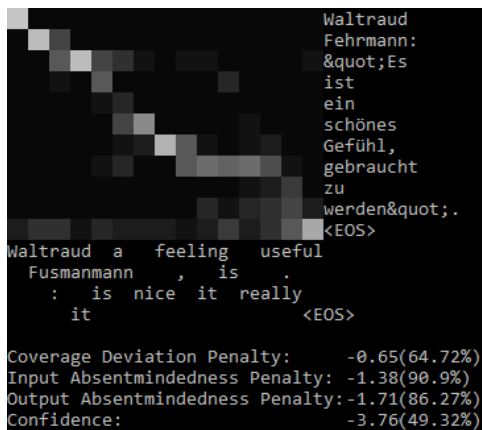 Waltraud
Fehrmann:
&quot;Es
ist
ein
schönes
Gefühl,
gebraucht
zu
werden&quot;.
<EOS>
Waltraud a feeling useful
Fusmanmann , is .
: is nice it really
it <EOS>
Coverage Deviation Penalty: -0.65(64.72%)
Input Absentmindedness Penalty: -1.38(90.9%)
Output Absentmindedness Penalty:-1.71(86.27%)
Confidence: -3.76(49.32%)